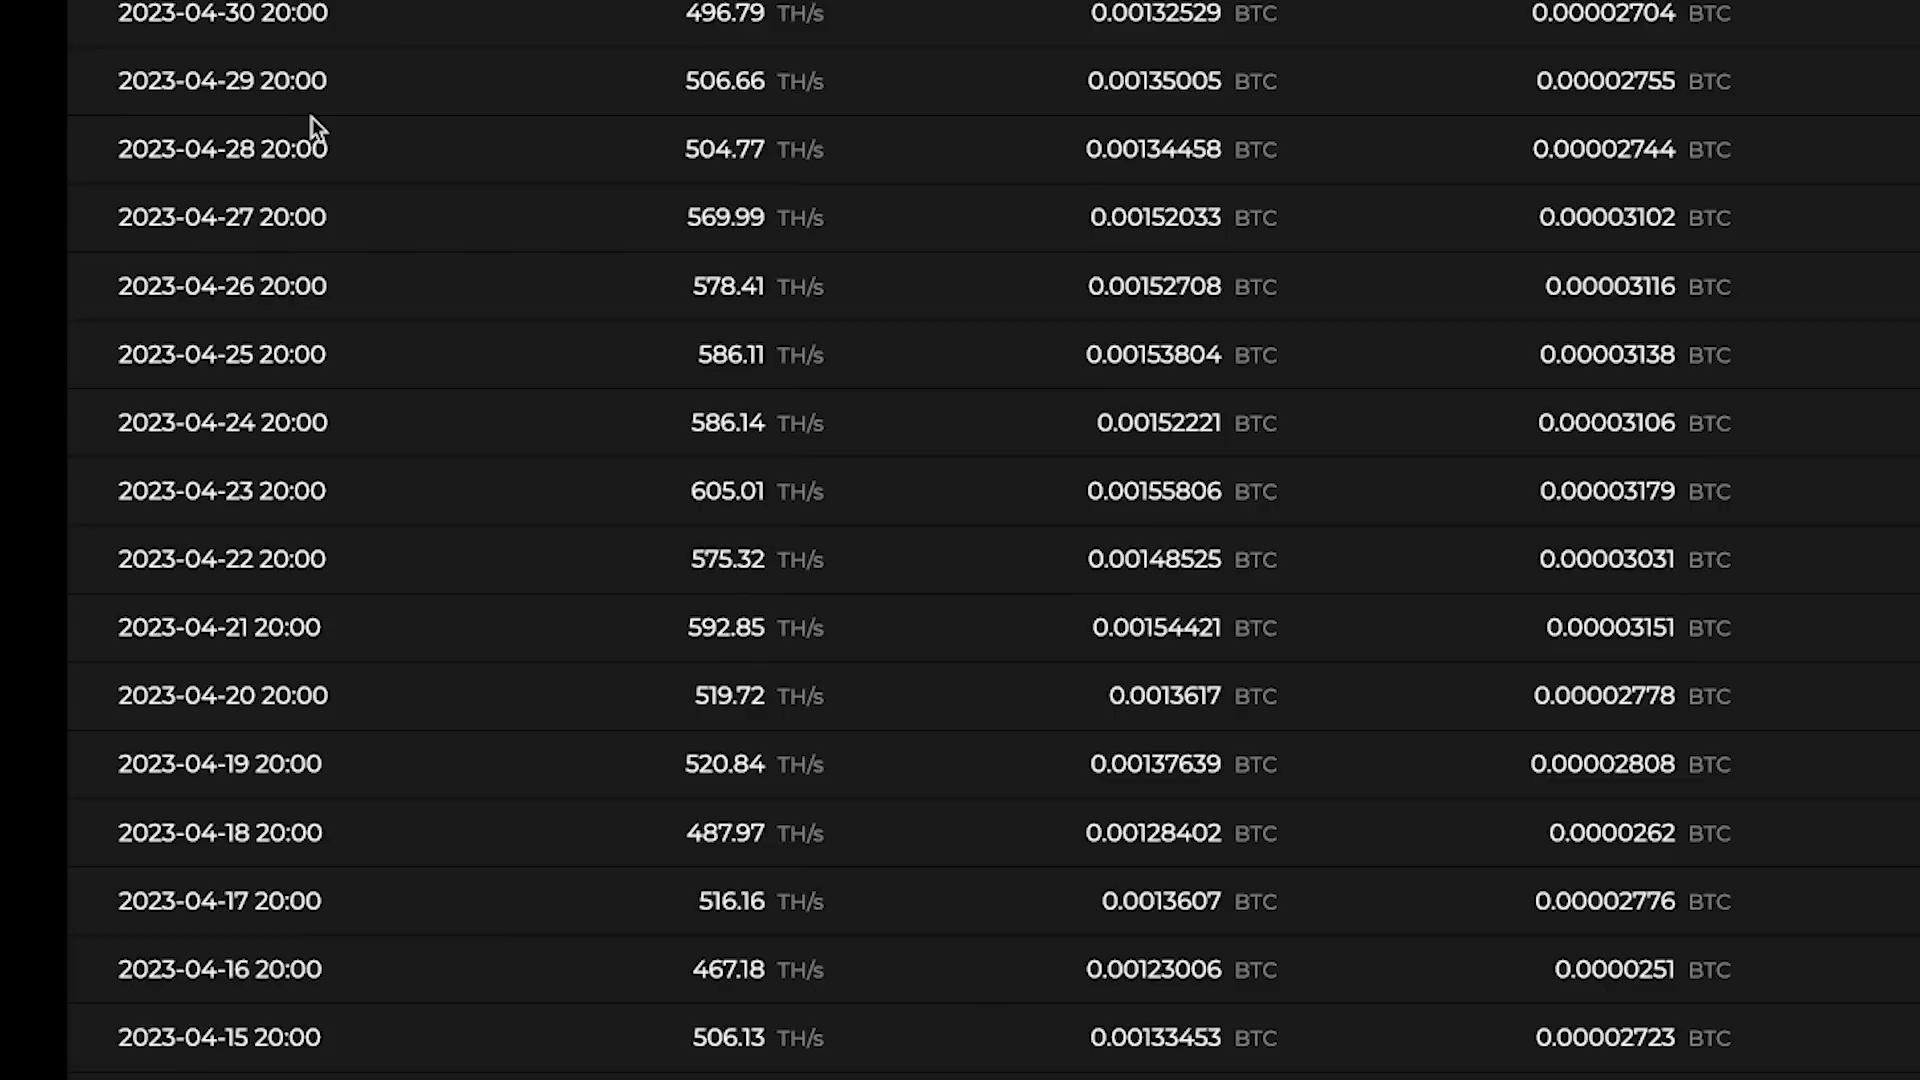 2023-04-30 20:00 496.79 TH/s 0.00132529 BTC 0.00002704 BTC
2023-04-29 20:00 506.66 TH/s 0.00135005 BTC 0.00002755 BTC
2023-04-28 20:00 504.77 TH/s 0.00134458 BTC 0.00002744 BTC
2023-04-27 20:00 569.99 TH/s 0.00152033 BTC 0.00003102 BTC
2023-04-26 20:00 578.41 TH/s 0.00152708 BTC 0.00003116 BTC
2023-04-25 20:00 586.11 TH/s 0.00153804 BTC 0.00003138 BTC
2023-04-24 20:00 586.14 TH/s 0.00152221 BTC 0.00003106 BTC
2023-04-23 20:00 605.01 TH/s 0.00155806 BTC 0.00003179 BTC
2023-04-22 20:00 575.32 TH/s 0.00148525 BTC 0.00003031 BTC
2023-04-21 20:00 592.85 TH/s 0.00154421 BTC 0.00003151 BTC
2023-04-20 20:00 519.72 TH/s 0.0013617 BTC 0.00002778 BTC
2023-04-19 20:00 520.84 TH/s 0.00137639 BTC 0.00002808 BTC
2023-04-18 20:00 487.97 TH/s 0.00128402 BTC 0.0000262 BTC
2023-04-17 20:00 516.16 TH/s 0.0013607 BTC 0.00002776 BTC
2023-04-16 20:00 467.18 TH/s 0.00123006 BTC 0.0000251 BTC
2023-04-15 20:00 506.13 TH/s 0.00133453 BTC 0.00002723 BTC